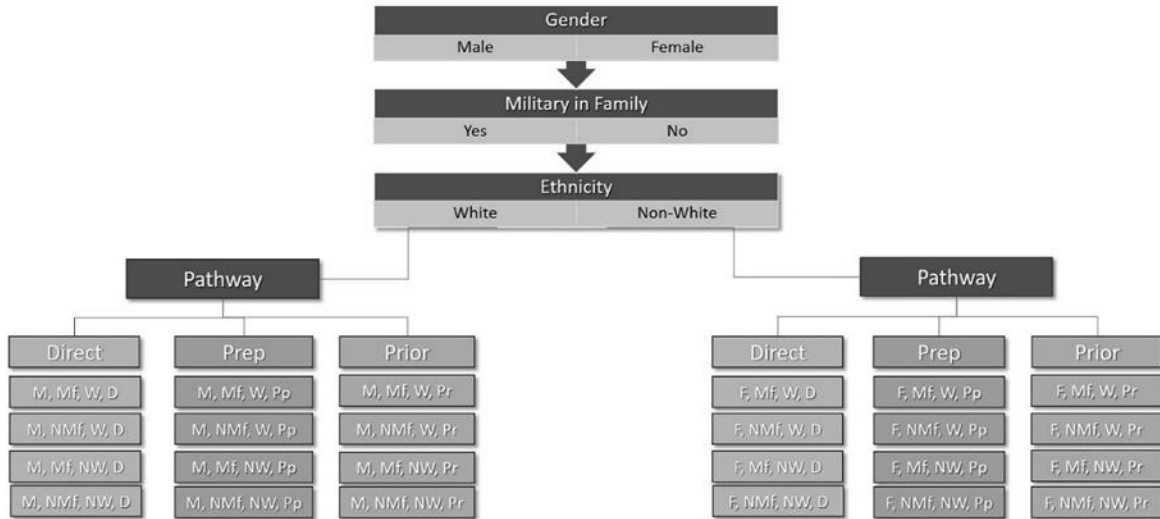 Gender
Male Female
Military in Family
Yes No
Ethnicity
White Non-White
Pathway
Direct Prep Prior
M, Mf, W, D M, Mf, W, Pp M, Mf, W, Pr
M, NMf, W, D M, NMf, W, Pp M, NMf, W, Pr
M, Mf, NW, D M, Mf, NW, Pp M, Mf, NW, Pr
M, NMf, NW, D M, NMf, NW, Pp M, NMf, NW, Pr
Pathway
Direct Prep Prior
F, Mf, W, D F, Mf, W, Pp F, Mf, W, Pr
F, NMf, W, D F, NMf, W, Pp F, NMf, W, Pr
F, Mf, NW, D F, Mf, NW, Pp F, Mf, NW, Pr
F, NMf, NW, D F, NMf, NW, Pp F, NMf, NW, Pr